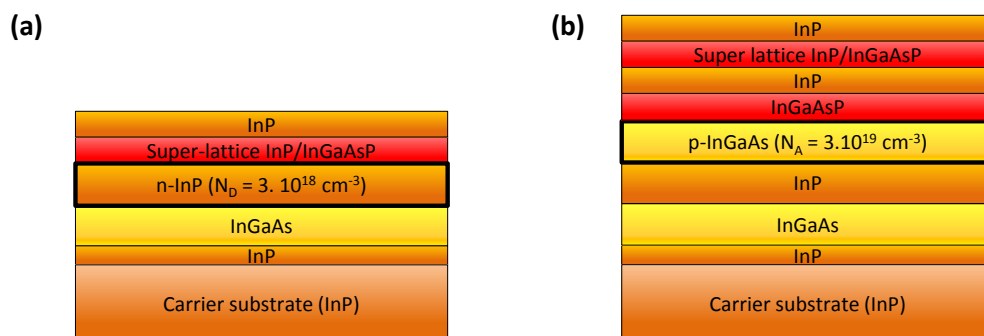 (a)
InP
Super-lattice InP/InGaAsP
n-InP (N_D = 3. 10^18 cm^-3)
InGaAs
InP
Carrier substrate (InP)
(b)
InP
Super lattice InP/InGaAsP
InP
InGaAsP
p-InGaAs (N_A = 3.10^19 cm^-3)
InP
InGaAs
InP
Carrier substrate (InP)